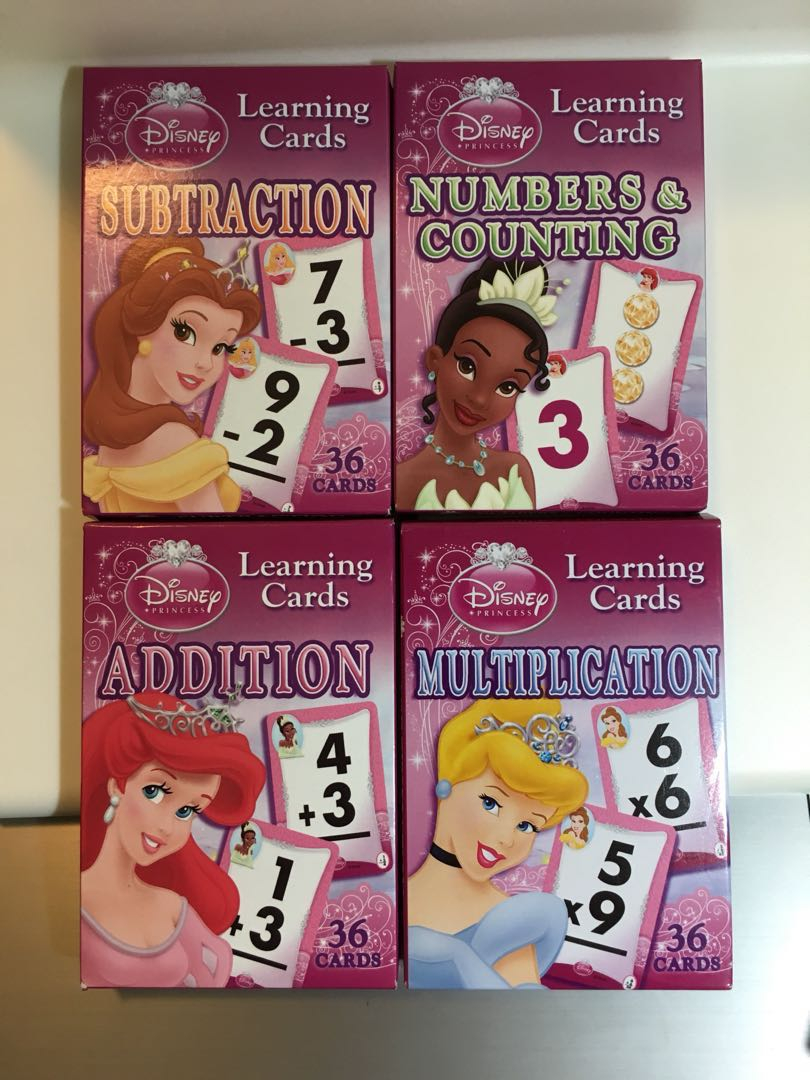 Disney
PRINCESS
Learning
Cards
SUBTRACTION
7
- 3
9
- 2
36
CARDS
Disney
PRINCESS
Learning
Cards
NUMBERS &
COUNTING
3
36
CARDS
Disney
PRINCESS
Learning
Cards
ADDITION
4
+3
1
+3
36
CARDS
Disney
PRINCESS
Learning
Cards
MULTIPLICATION
6
x6
5
x9
36
CARDS